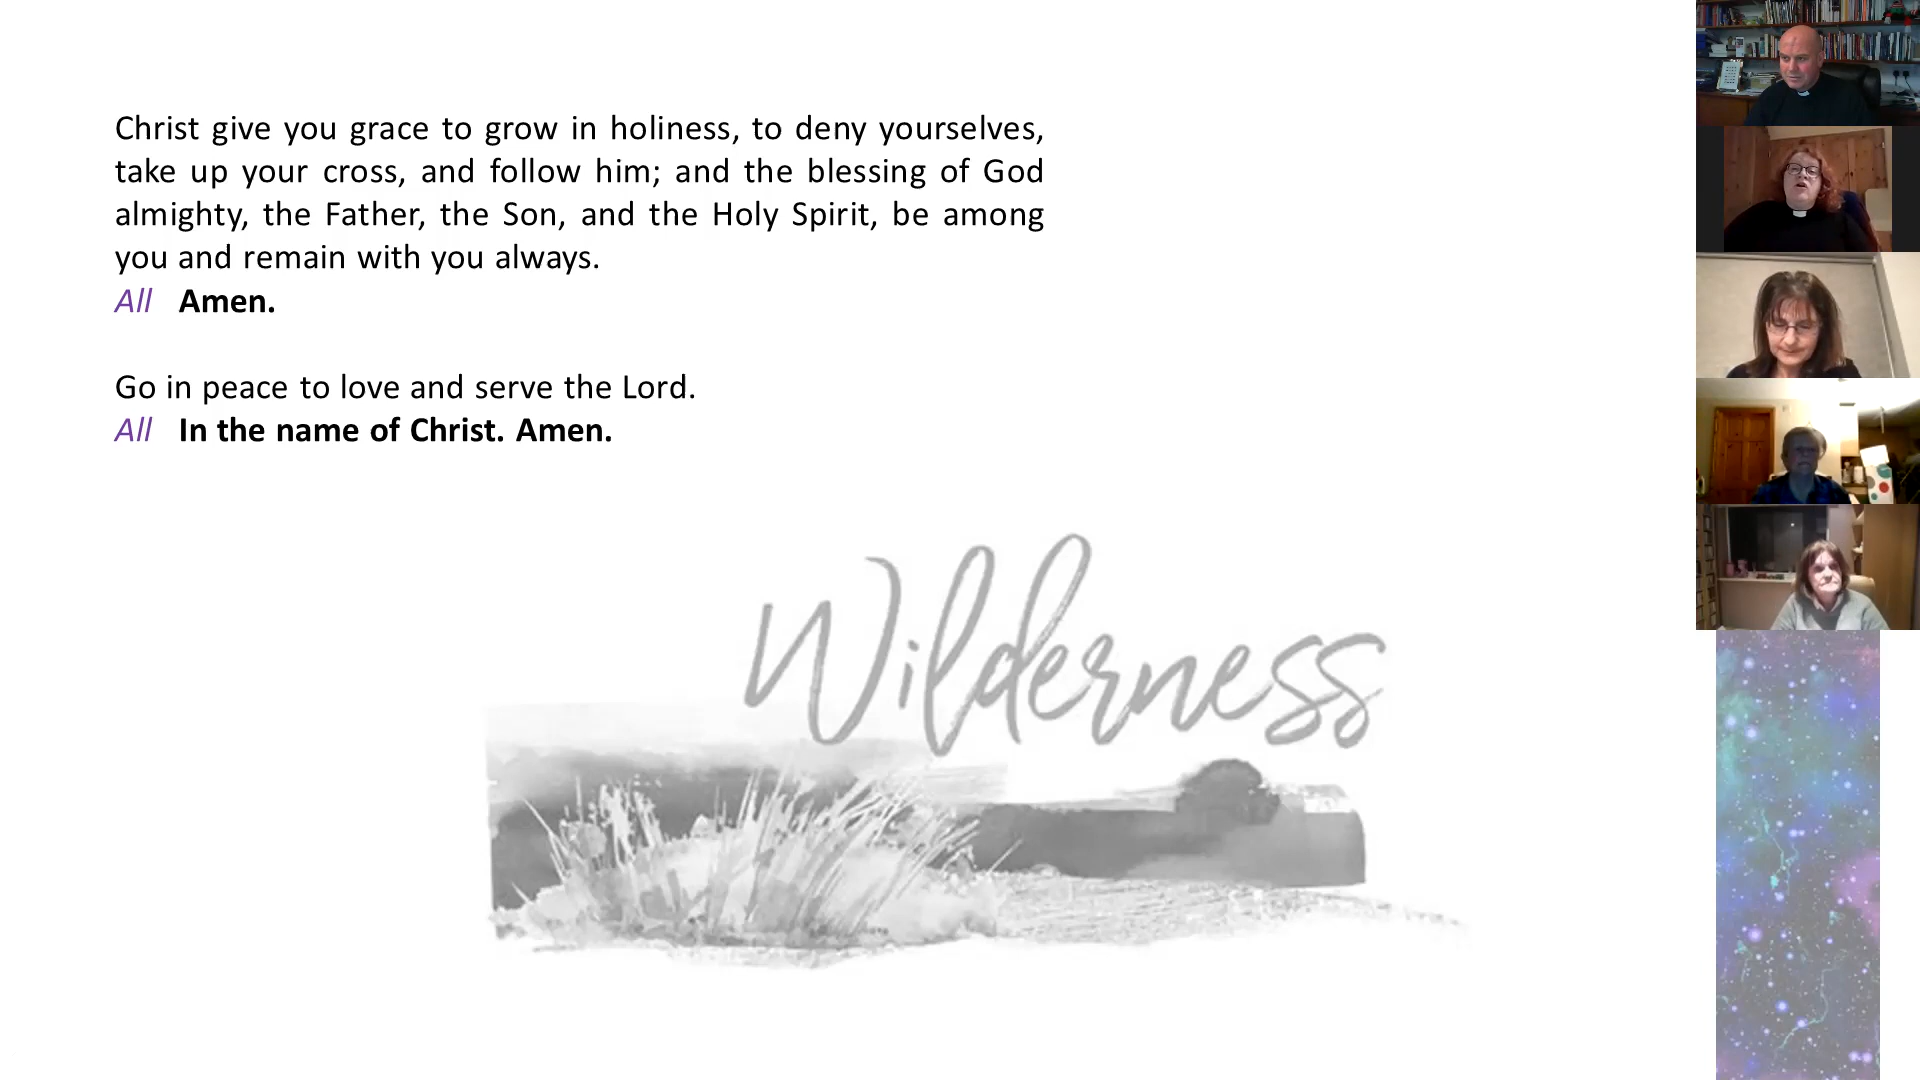 Christ give you grace to grow in holiness, to deny yourselves,
take up your cross, and follow him; and the blessing of God
almighty, the Father, the Son, and the Holy Spirit, be among
you and remain with you always.
All Amen.
Go in peace to love and serve the Lord.
All In the name of Christ. Amen.
Wilderness